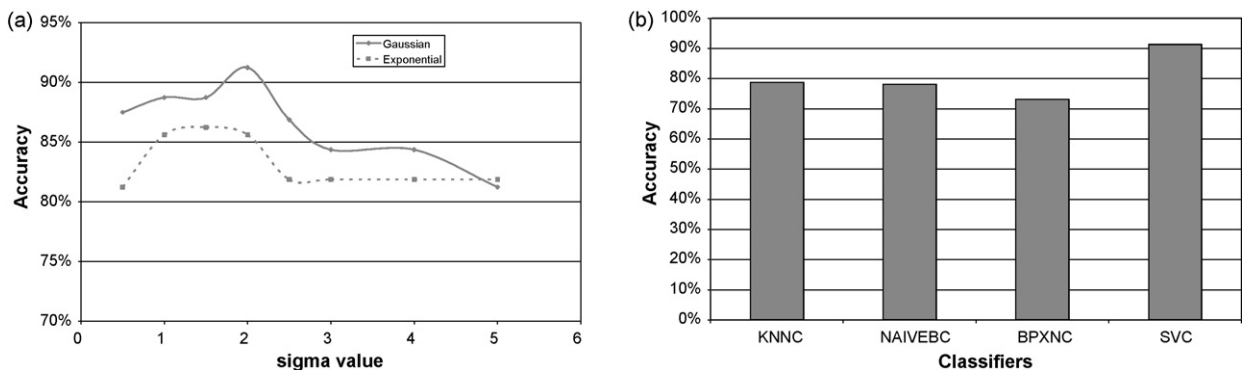 (a)
95%
90%
85%
80%
75%
70%
Accuracy
Gaussian
Exponential
0 1 2 3 4 5 6
sigma value
(b)
100%
90%
80%
70%
60%
50%
40%
30%
20%
10%
0%
Accuracy
KNNC NAIVEBC BPXNC SVC
Classifiers